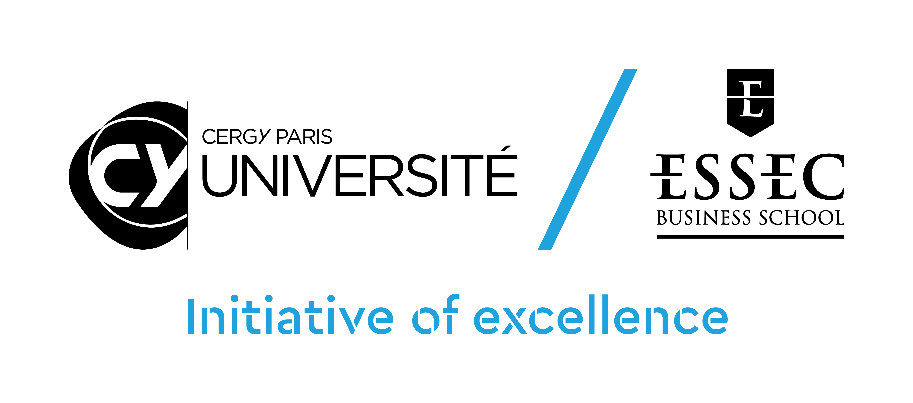 CY
CERGY PARIS
UNIVERSITÉ
E
ESSEC
BUSINESS SCHOOL
Initiative of excellence